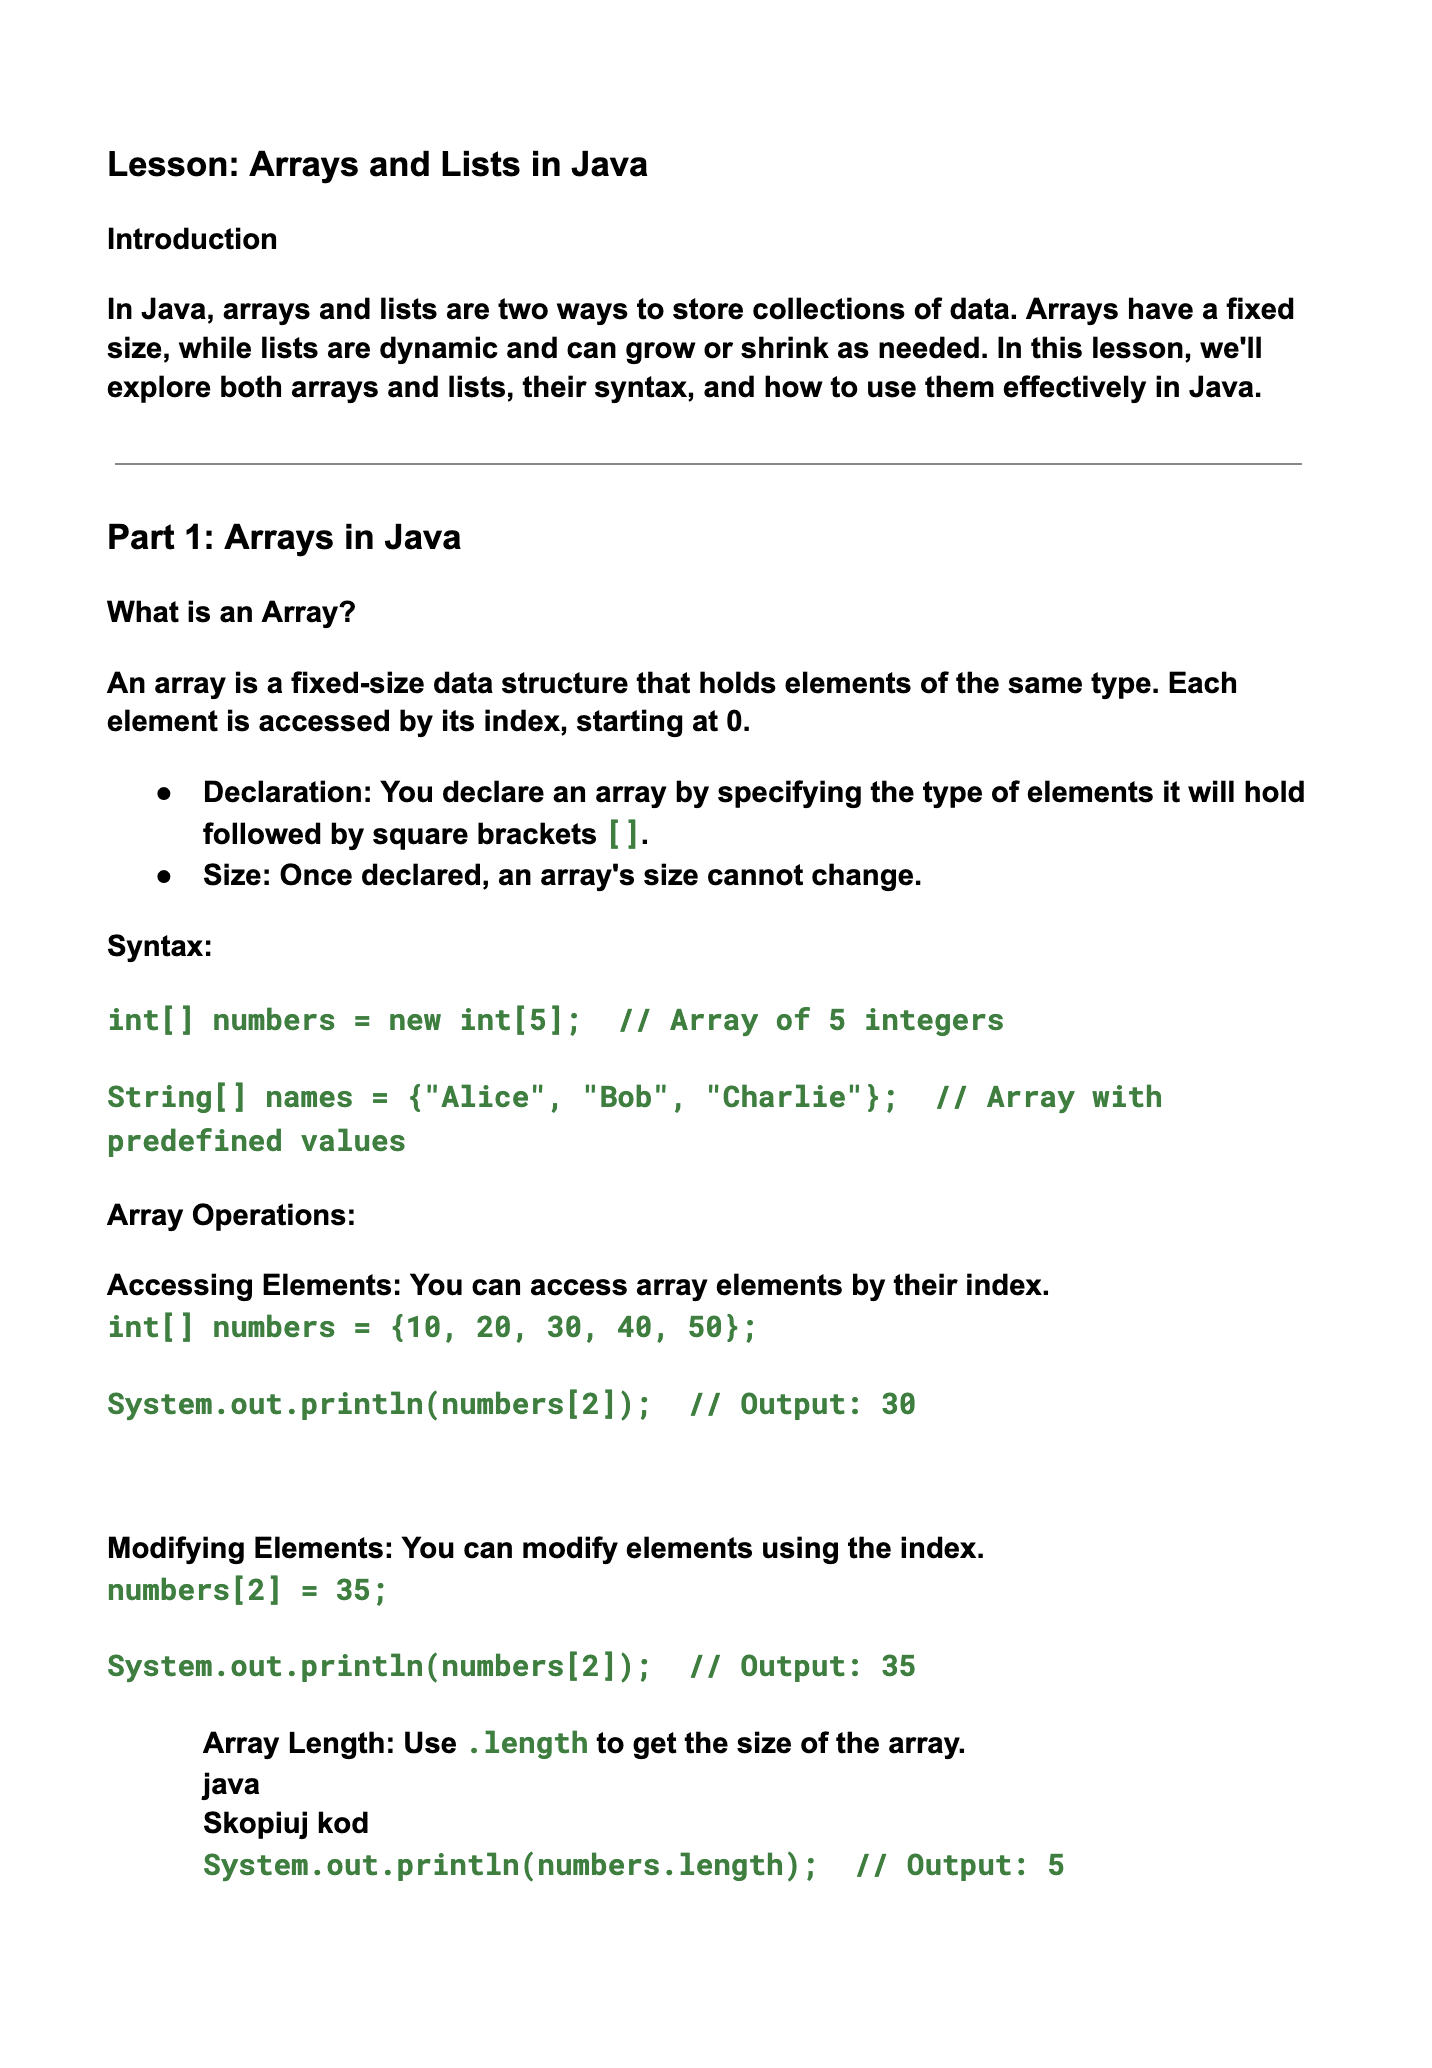 Lesson: Arrays and Lists in Java
Introduction
In Java, arrays and lists are two ways to store collections of data. Arrays have a fixed
size, while lists are dynamic and can grow or shrink as needed. In this lesson, we'll
explore both arrays and lists, their syntax, and how to use them effectively in Java.
Part 1: Arrays in Java
What is an Array?
An array is a fixed-size data structure that holds elements of the same type. Each
element is accessed by its index, starting at 0.
● Declaration: You declare an array by specifying the type of elements it will hold
followed by square brackets [].
● Size: Once declared, an array's size cannot change.
Syntax:
int[] numbers = new int[5];  // Array of 5 integers
String[] names = {"Alice", "Bob", "Charlie"};  // Array with
predefined values
Array Operations:
Accessing Elements: You can access array elements by their index.
int[] numbers = {10, 20, 30, 40, 50};
System.out.println(numbers[2]);  // Output: 30
Modifying Elements: You can modify elements using the index.
numbers[2] = 35;
System.out.println(numbers[2]);  // Output: 35
Array Length: Use .length to get the size of the array.
java
Skopiuj kod
System.out.println(numbers.length);  // Output: 5